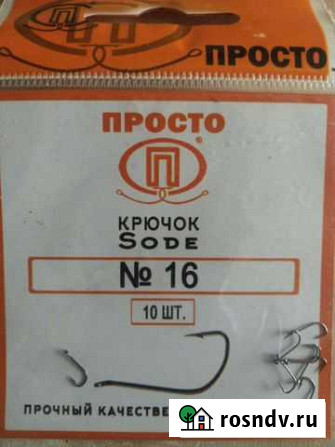 ПРОСТО
ПРОСТО
П
®
КРЮЧОК
SODE
№ 16
10 ШТ.
ПРОЧНЫЙ КАЧЕСТВЕ
rosndv.ru